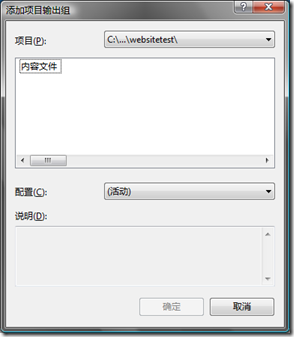 添加项目输出组
项目(P):
C:\...\websitetest\
内容文件
配置(C):
(活动)
说明(D):
确定
取消